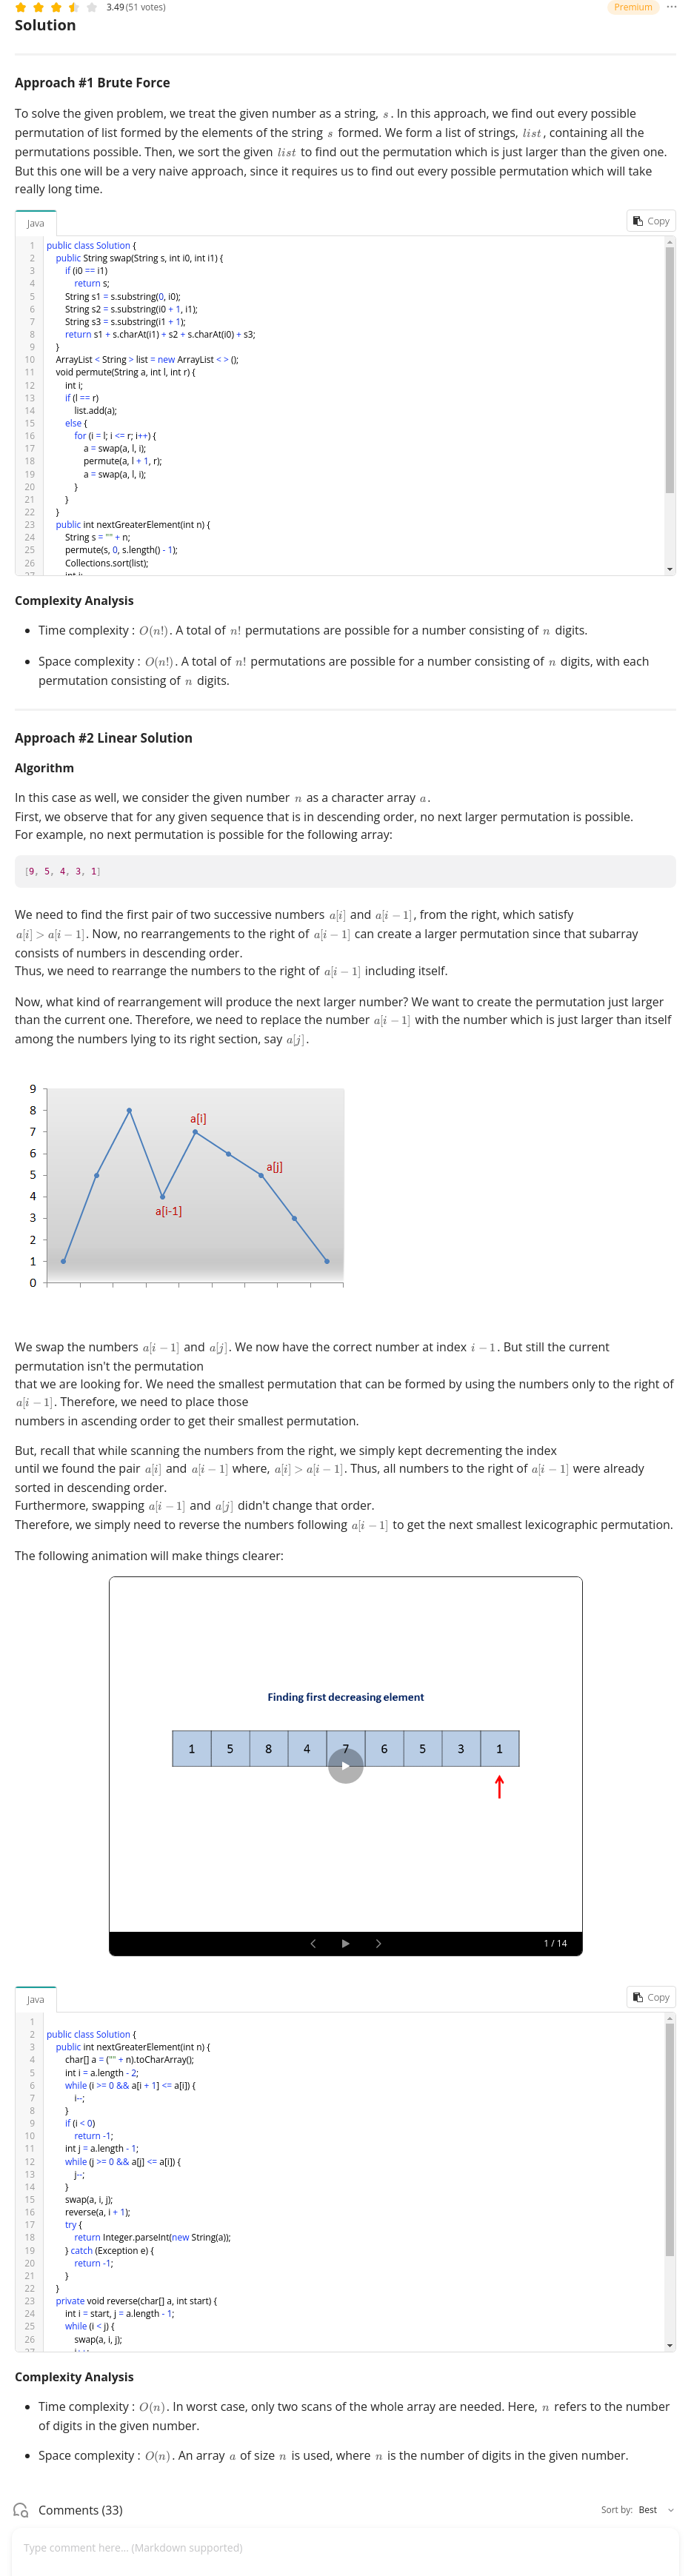 3.49 (51 votes)
Premium
Solution
Approach #1 Brute Force
To solve the given problem, we treat the given number as a string, s. In this approach, we find out every possible
permutation of list formed by the elements of the string s formed. We form a list of strings, list, containing all the
permutations possible. Then, we sort the given list to find out the permutation which is just larger than the given one.
But this one will be a very naive approach, since it requires us to find out every possible permutation which will take
really long time.
Java
Copy
1 public class Solution {
2 public String swap(String s, int i0, int i1) {
3 if (i0 == i1)
4 return s;
5 String s1 = s.substring(0, i0);
6 String s2 = s.substring(i0 + 1, i1);
7 String s3 = s.substring(i1 + 1);
8 return s1 + s.charAt(i1) + s2 + s.charAt(i0) + s3;
9 }
10 ArrayList < String > list = new ArrayList < > ();
11 void permute(String a, int l, int r) {
12 int i;
13 if (l == r)
14 list.add(a);
15 else {
16 for (i = l; i <= r; i++) {
17 a = swap(a, l, i);
18 permute(a, l + 1, r);
19 a = swap(a, l, i);
20 }
21 }
22 }
23 public int nextGreaterElement(int n) {
24 String s = "" + n;
25 permute(s, 0, s.length() - 1);
26 Collections.sort(list);
27 int i;
Complexity Analysis
• Time complexity : O(n!). A total of n! permutations are possible for a number consisting of n digits.
• Space complexity : O(n!). A total of n! permutations are possible for a number consisting of n digits, with each
permutation consisting of n digits.
Approach #2 Linear Solution
Algorithm
In this case as well, we consider the given number n as a character array a.
First, we observe that for any given sequence that is in descending order, no next larger permutation is possible.
For example, no next permutation is possible for the following array:
[9, 5, 4, 3, 1]
We need to find the first pair of two successive numbers a[i] and a[i − 1], from the right, which satisfy
a[i] > a[i − 1]. Now, no rearrangements to the right of a[i − 1] can create a larger permutation since that subarray
consists of numbers in descending order.
Thus, we need to rearrange the numbers to the right of a[i − 1] including itself.
Now, what kind of rearrangement will produce the next larger number? We want to create the permutation just larger
than the current one. Therefore, we need to replace the number a[i − 1] with the number which is just larger than itself
among the numbers lying to its right section, say a[j].
9
8
7
6
5
4
3
2
1
0
a[i]
a[j]
a[i-1]
We swap the numbers a[i − 1] and a[j]. We now have the correct number at index i − 1. But still the current
permutation isn't the permutation
that we are looking for. We need the smallest permutation that can be formed by using the numbers only to the right of
a[i − 1]. Therefore, we need to place those
numbers in ascending order to get their smallest permutation.
But, recall that while scanning the numbers from the right, we simply kept decrementing the index
until we found the pair a[i] and a[i − 1] where, a[i] > a[i − 1]. Thus, all numbers to the right of a[i − 1] were already
sorted in descending order.
Furthermore, swapping a[i − 1] and a[j] didn't change that order.
Therefore, we simply need to reverse the numbers following a[i − 1] to get the next smallest lexicographic permutation.
The following animation will make things clearer:
Finding first decreasing element
1 5 8 4 7 6 5 3 1
1 / 14
Java
Copy
1
2 public class Solution {
3 public int nextGreaterElement(int n) {
4 char[] a = ("" + n).toCharArray();
5 int i = a.length - 2;
6 while (i >= 0 && a[i + 1] <= a[i]) {
7 i--;
8 }
9 if (i < 0)
10 return -1;
11 int j = a.length - 1;
12 while (j >= 0 && a[j] <= a[i]) {
13 j--;
14 }
15 swap(a, i, j);
16 reverse(a, i + 1);
17 try {
18 return Integer.parseInt(new String(a));
19 } catch (Exception e) {
20 return -1;
21 }
22 }
23 private void reverse(char[] a, int start) {
24 int i = start, j = a.length - 1;
25 while (i < j) {
26 swap(a, i, j);
Complexity Analysis
• Time complexity : O(n). In worst case, only two scans of the whole array are needed. Here, n refers to the number
of digits in the given number.
• Space complexity : O(n). An array a of size n is used, where n is the number of digits in the given number.
Comments (33)
Sort by: Best
Type comment here... (Markdown supported)